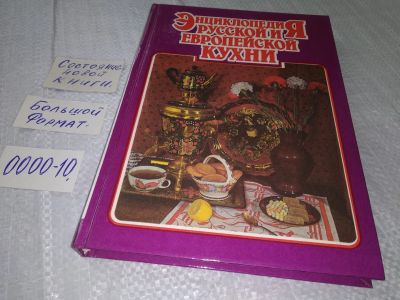 ЭНЦИКЛОПЕДИЯ
РУССКОЙ И
ЕВРОПЕЙСКОЙ
КУХНИ
Состояние
новой
книги.
Большой
Формат.
0000-10